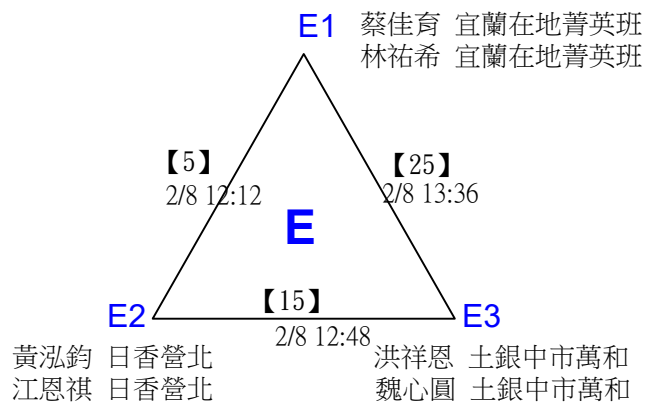 E1
蔡佳育 宜蘭在地菁英班
林祐希 宜蘭在地菁英班
【5】
2/8 12:12
【25】
2/8 13:36
E
【15】
2/8 12:48
E2
E3
黃泓鈞 日香營北
江恩祺 日香營北
洪祥恩 土銀中市萬和
魏心圓 土銀中市萬和